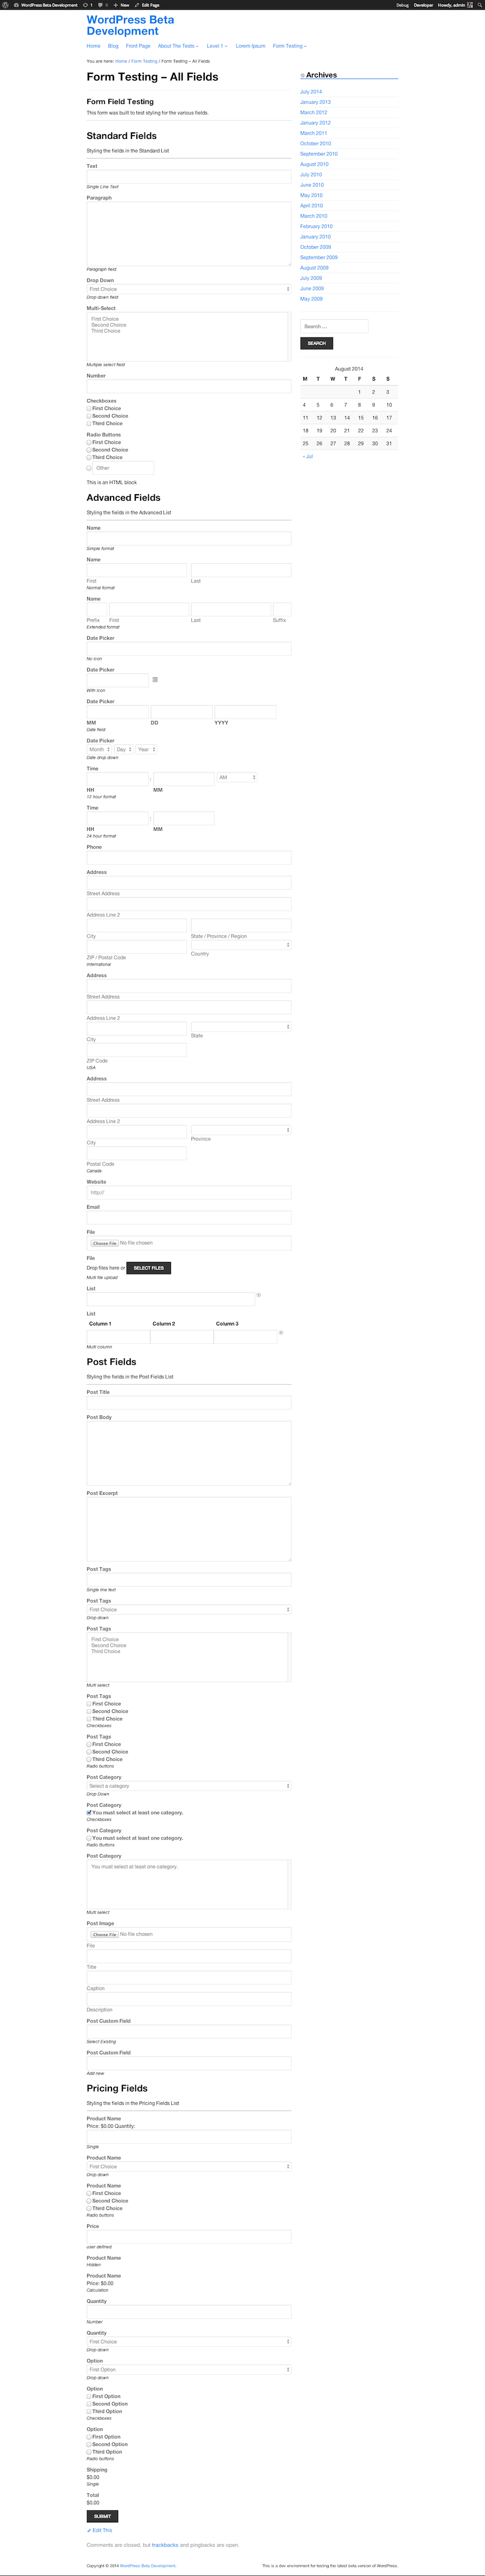 WordPress Beta Development 1 0 New Edit Page Debug Developer Howdy, admin
WordPress Beta
Development
Home Blog Front Page About The Tests Level 1 Lorem Ipsum Form Testing
You are here: Home / Form Testing / Form Testing – All Fields
Form Testing – All Fields
Form Field Testing
This form was built to test styling for the various fields.
Standard Fields
Styling the fields in the Standard List
Text
Single Line Text
Paragraph
Paragraph field
Drop Down
First Choice
Drop down field
Multi-Select
First Choice
Second Choice
Third Choice
Multiple select field
Number
Checkboxes
First Choice
Second Choice
Third Choice
Radio Buttons
First Choice
Second Choice
Third Choice
Other
This is an HTML block
Advanced Fields
Styling the fields in the Advanced List
Name
Simple format
Name
First Last
Normal format
Name
Prefix First Last Suffix
Extended format
Date Picker
No icon
Date Picker
With icon
Date Picker
MM DD YYYY
Date field
Date Picker
Month Day Year
Date drop down
Time
: AM
HH MM
12 hour format
Time
:
HH MM
24 hour format
Phone
Address
Street Address
Address Line 2
City State / Province / Region
ZIP / Postal Code Country
International
Address
Street Address
Address Line 2
City State
ZIP Code
USA
Address
Street Address
Address Line 2
City Province
Postal Code
Canada
Website
http://
Email
File
Choose File No file chosen
File
Drop files here or SELECT FILES
Multi file upload
List
List
Column 1 Column 2 Column 3
Multi column
Post Fields
Styling the fields in the Post Fields List
Post Title
Post Body
Post Excerpt
Post Tags
Single line text
Post Tags
First Choice
Drop down
Post Tags
First Choice
Second Choice
Third Choice
Multi select
Post Tags
First Choice
Second Choice
Third Choice
Checkboxes
Post Tags
First Choice
Second Choice
Third Choice
Radio buttons
Post Category
Select a category
Drop Down
Post Category
You must select at least one category.
Checkboxes
Post Category
You must select at least one category.
Radio Buttons
Post Category
You must select at least one category.
Multi select
Post Image
Choose File No file chosen
File
Title
Caption
Description
Post Custom Field
Select Existing
Post Custom Field
Add new
Pricing Fields
Styling the fields in the Pricing Fields List
Product Name
Price: $0.00 Quantity:
Single
Product Name
First Choice
Drop down
Product Name
First Choice
Second Choice
Third Choice
Radio buttons
Price
user defined
Product Name
Hidden
Product Name
Price: $0.00
Calculation
Quantity
Number
Quantity
First Choice
Drop down
Option
First Option
Drop down
Option
First Option
Second Option
Third Option
Checkboxes
Option
First Option
Second Option
Third Option
Radio buttons
Shipping
$0.00
Single
Total
$0.00
SUBMIT
Edit This
Comments are closed, but trackbacks and pingbacks are open.
Archives
July 2014
January 2013
March 2012
January 2012
March 2011
October 2010
September 2010
August 2010
July 2010
June 2010
May 2010
April 2010
March 2010
February 2010
January 2010
October 2009
September 2009
August 2009
July 2009
June 2009
May 2009
Search …
SEARCH
August 2014
M T W T F S S
1 2 3
4 5 6 7 8 9 10
11 12 13 14 15 16 17
18 19 20 21 22 23 24
25 26 27 28 29 30 31
« Jul
Copyright © 2014 WordPress Beta Development. This is a dev environment for testing the latest beta version of WordPress.